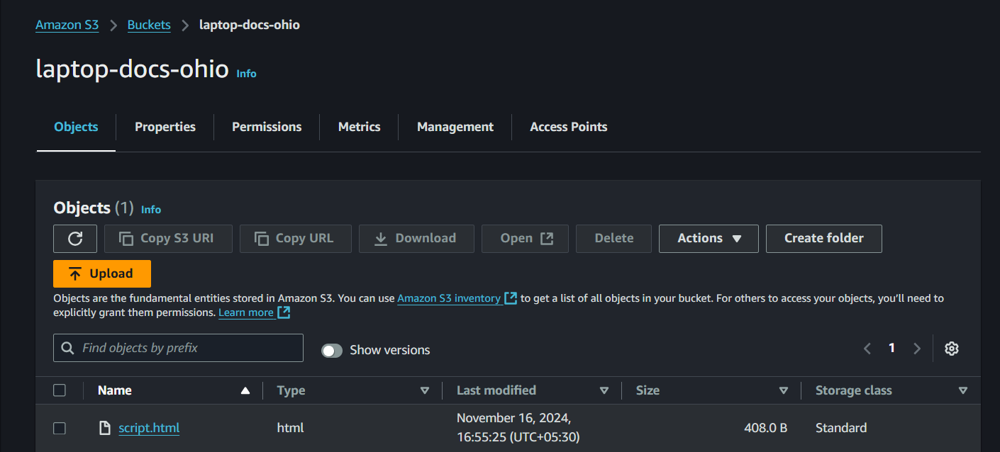 Amazon S3 > Buckets > laptop-docs-ohio
laptop-docs-ohio Info
Objects Properties Permissions Metrics Management Access Points
Objects (1) Info
Copy S3 URI Copy URL Download Open Delete Actions Create folder
Upload
Objects are the fundamental entities stored in Amazon S3. You can use Amazon S3 inventory to get a list of all objects in your bucket. For others to access your objects, you’ll need to
explicitly grant them permissions. Learn more
Find objects by prefix Show versions 1
Name Type Last modified Size Storage class
script.html html November 16, 2024, 408.0 B Standard
16:55:25 (UTC+05:30)